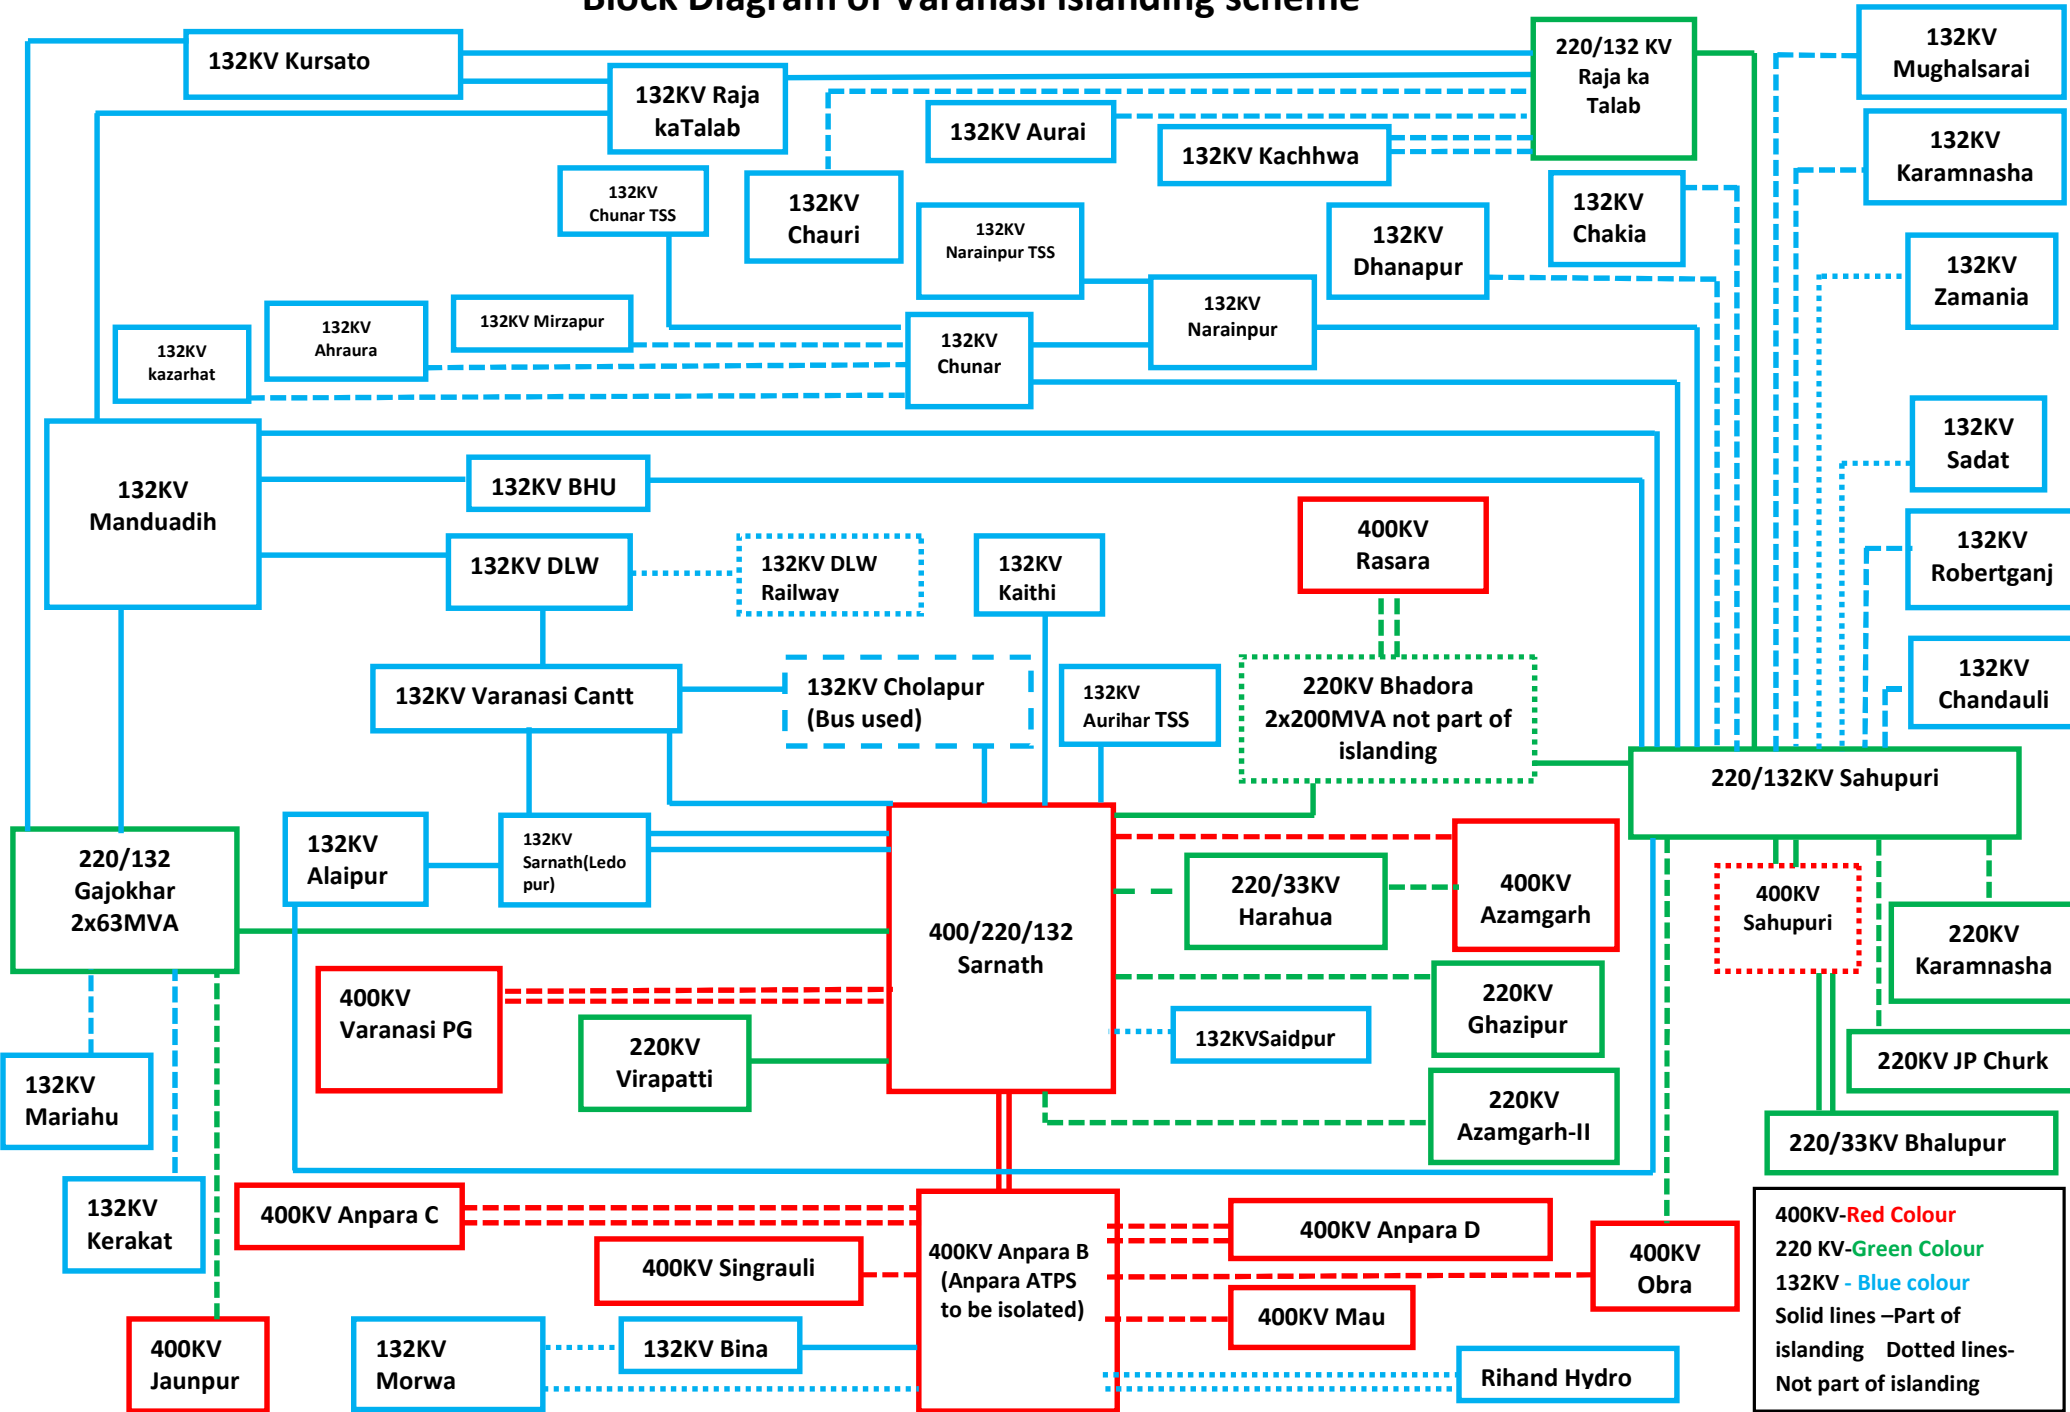 Block Diagram of Varanasi islanding scheme
132KV Kursato
132KV Raja
kaTalab
220/132 KV
Raja ka
Talab
132KV
Mughalsarai
132KV Aurai
132KV Kachhwa
132KV
Karamnasha
132KV
Chunar TSS
132KV
Chauri
132KV
Narainpur TSS
132KV
Dhanapur
132KV
Chakia
132KV
Zamania
132KV
kazarhat
132KV
Ahraura
132KV Mirzapur
132KV
Chunar
132KV
Narainpur
132KV
Manduadih
132KV BHU
132KV
Sadat
132KV DLW
132KV DLW
Railway
132KV
Kaithi
400KV
Rasara
132KV
Robertganj
132KV Varanasi Cantt
132KV Cholapur
(Bus used)
132KV
Aurihar TSS
220KV Bhadora
2x200MVA not part of
islanding
132KV
Chandauli
220/132KV Sahupuri
220/132
Gajokhar
2x63MVA
132KV
Alaipur
132KV
Sarnath(Ledo
pur)
400/220/132
Sarnath
220/33KV
Harahua
400KV
Azamgarh
400KV
Sahupuri
220KV
Karamnasha
400KV
Varanasi PG
220KV
Virapatti
220KV
Ghazipur
132KVSaidpur
220KV JP Churk
132KV
Mariahu
220KV
Azamgarh-II
220/33KV Bhalupur
132KV
Kerakat
400KV Anpara C
400KV Singrauli
400KV Anpara B
(Anpara ATPS
to be isolated)
400KV Anpara D
400KV
Obra
400KV Mau
400KV
Jaunpur
132KV
Morwa
132KV Bina
Rihand Hydro
400KV-Red Colour
220 KV-Green Colour
132KV - Blue colour
Solid lines –Part of
islanding Dotted lines-
Not part of islanding